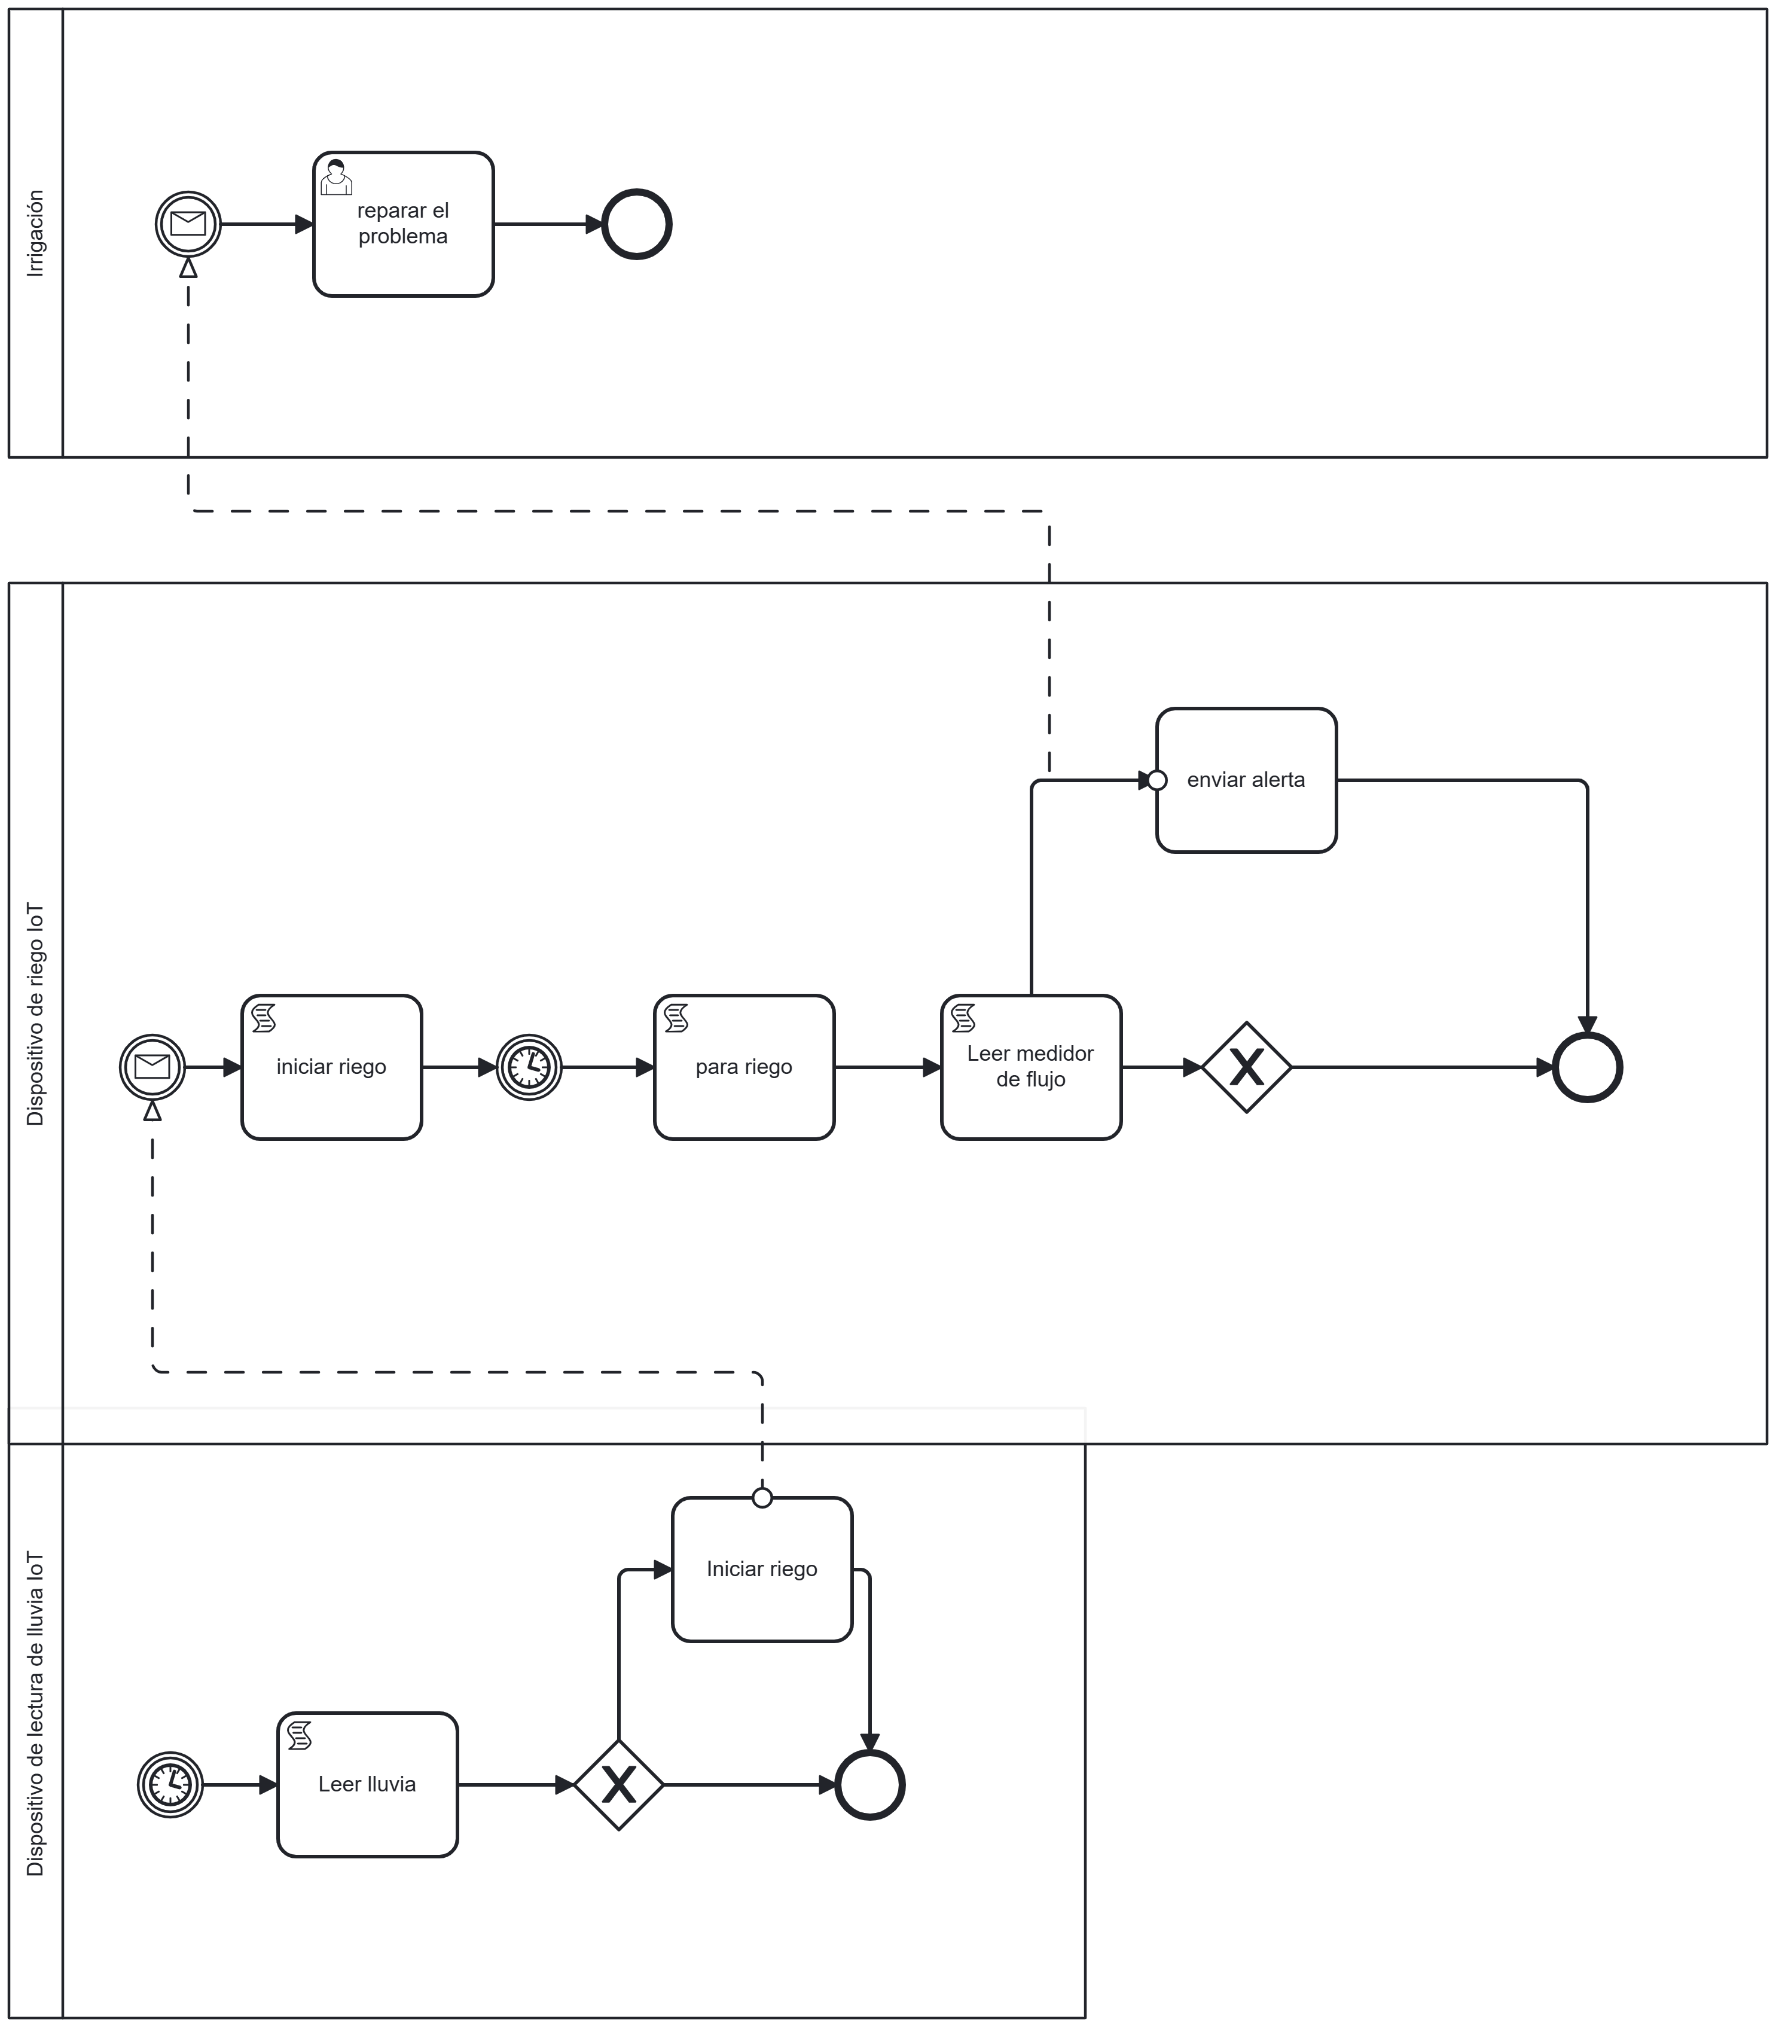 Irrigación
reparar el
problema
Dispositivo de riego IoT
enviar alerta
iniciar riego
para riego
Leer medidor
de flujo
Dispositivo de lectura de lluvia IoT
Iniciar riego
Leer lluvia